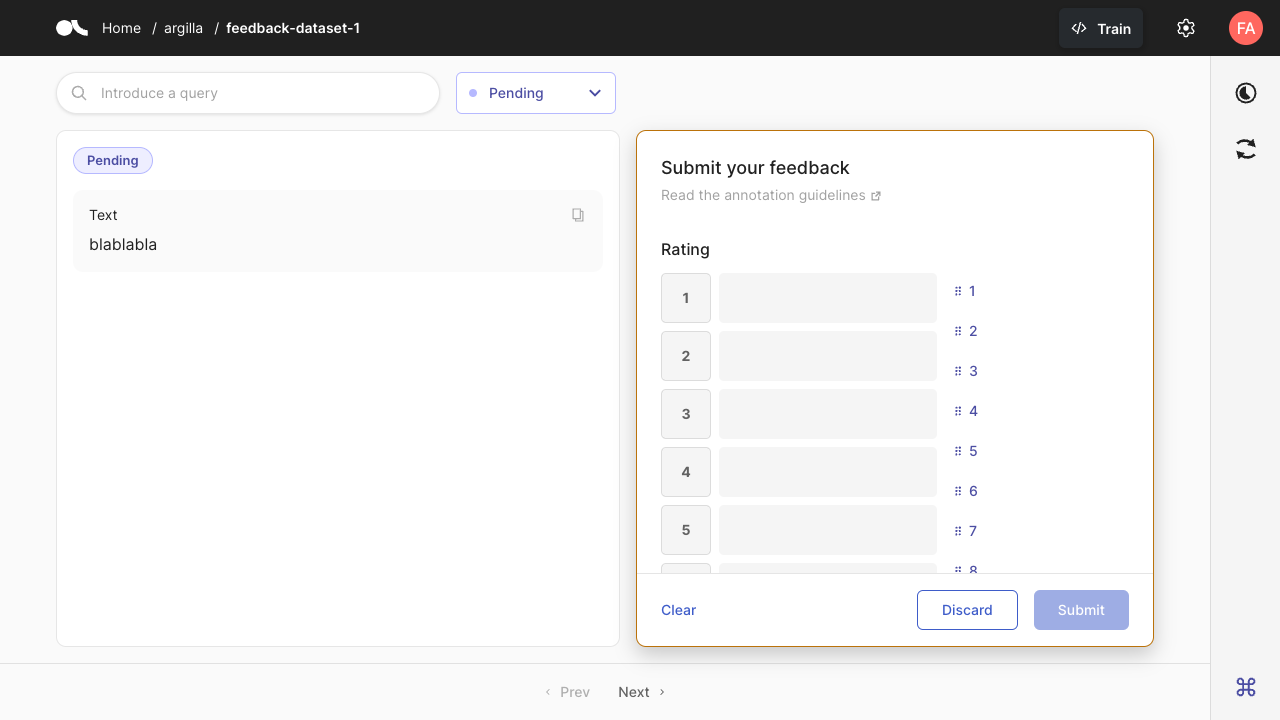 Home / argilla / feedback-dataset-1
Train
FA
Introduce a query
Pending
Pending
Text
blablabla
Submit your feedback
Read the annotation guidelines
Rating
1
2
3
4
5
1
2
3
4
5
6
7
8
Clear
Discard
Submit
Prev
Next